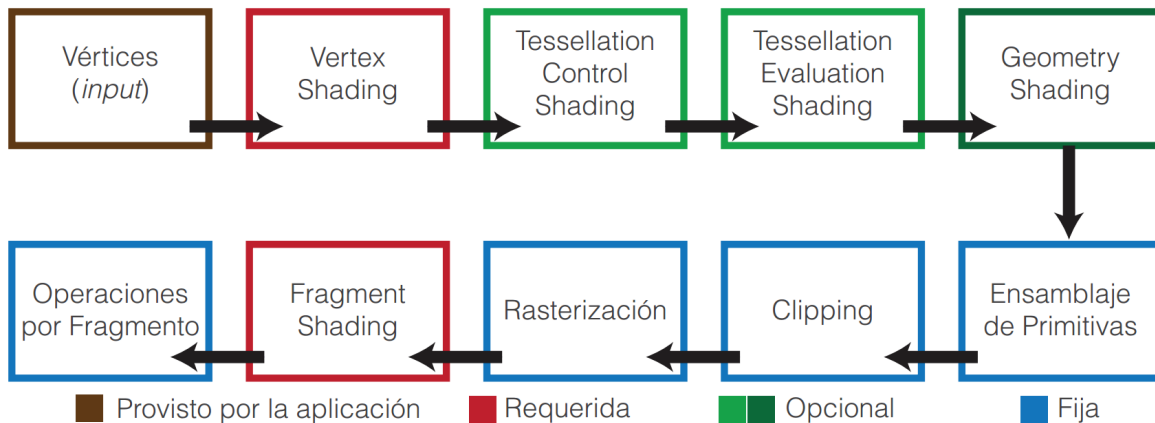 Vértices
(input)
Vertex
Shading
Tessellation
Control
Shading
Tessellation
Evaluation
Shading
Geometry
Shading
Operaciones
por Fragmento
Fragment
Shading
Rasterización
Clipping
Ensamblaje
de Primitivas
Provisto por la aplicación
Requerida
Opcional
Fija